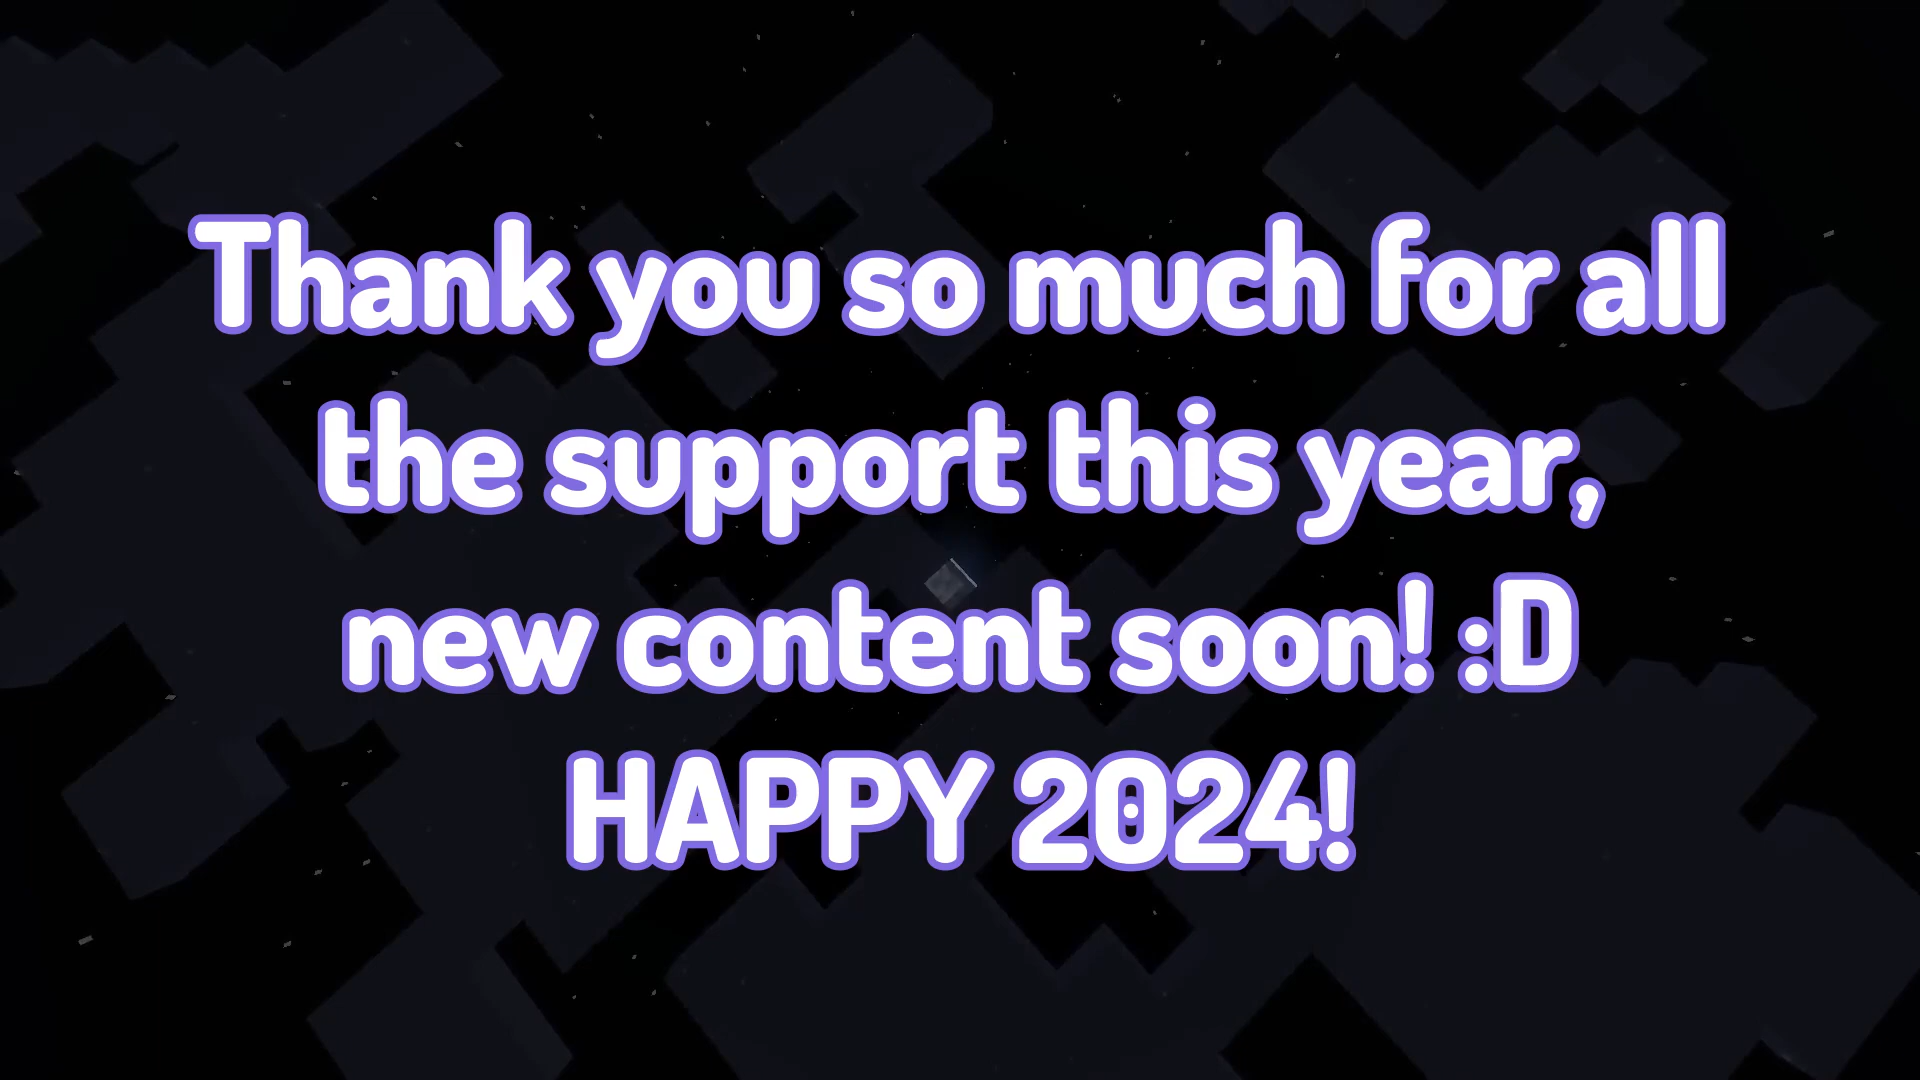 Thank you so much for all
the support this year,
new content soon! :D
HAPPY 2024!